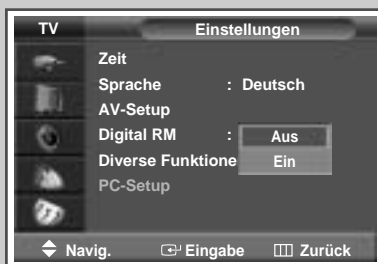 TV Einstellungen
Zeit
Sprache : Deutsch
AV-Setup
Digital RM : Aus
Diverse Funktione Ein
PC-Setup
Navig. Eingabe Zurück